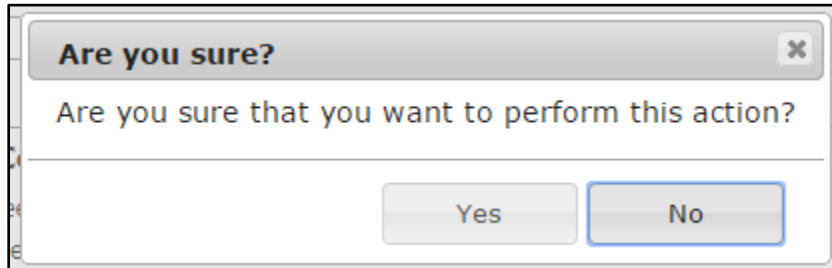 Are you sure?
Are you sure that you want to perform this action?
Yes No